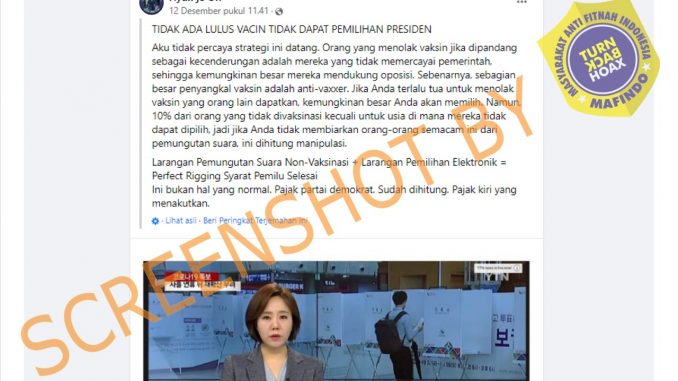 12 Desember pukul 11.41
TIDAK ADA LULUS VACIN TIDAK DAPAT PEMILIHAN PRESIDEN
Aku tidak percaya strategi ini datang. Orang yang menolak vaksin jika dipandang
sebagai kecenderungan adalah mereka yang tidak memercayai pemerintah,
sehingga kemungkinan besar mereka mendukung oposisi. Sebenarnya, sebagian
besar penyangkal vaksin adalah anti-vaxxer. Jika Anda terlalu tua untuk menolak
vaksin yang orang lain dapatkan, kemungkinan besar Anda akan memilih. Namun,
10% dari orang yang tidak divaksinasi kecuali untuk usia di mana mereka tidak
dapat dipilih, jadi jika Anda tidak membiarkan orang-orang semacam ini dari
pemungutan suara, ini dihitung manipulasi.
Larangan Pemungutan Suara Non-Vaksinasi + Larangan Pemilihan Elektronik =
Perfect Rigging Syarat Pemilu Selesai
Ini bukan hal yang normal. Pajak partai demokrat. Sudah dihitung. Pajak kiri yang
menakutkan.
Lihat asli · Beri Peringkat Terjemahan Ini
SCREENSHOT BY
MASYARAKAT ANTI FITNAH INDONESIA
TURN
BACK
HOAX
MAFINDO
코로나19 특보